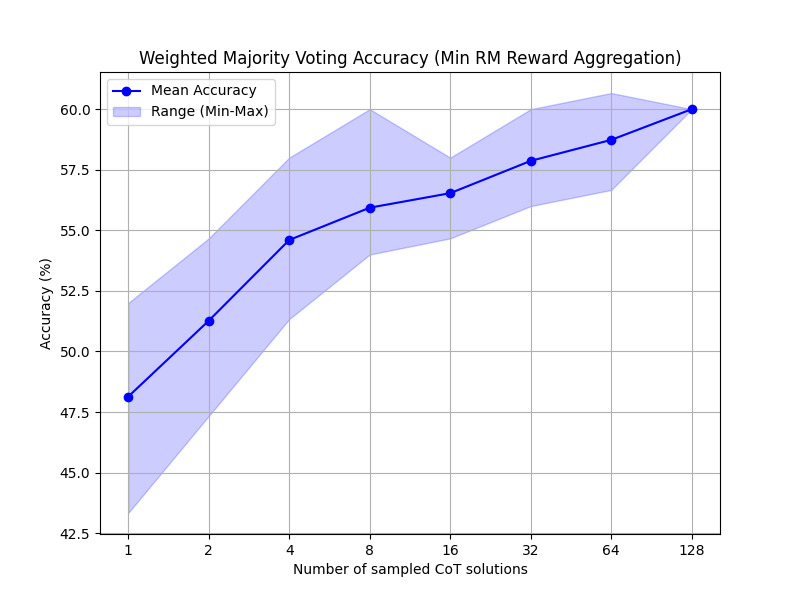 Weighted Majority Voting Accuracy (Min RM Reward Aggregation)
Mean Accuracy
Range (Min-Max)
60.0
57.5
55.0
52.5
50.0
47.5
45.0
42.5
Accuracy (%)
1 2 4 8 16 32 64 128
Number of sampled CoT solutions